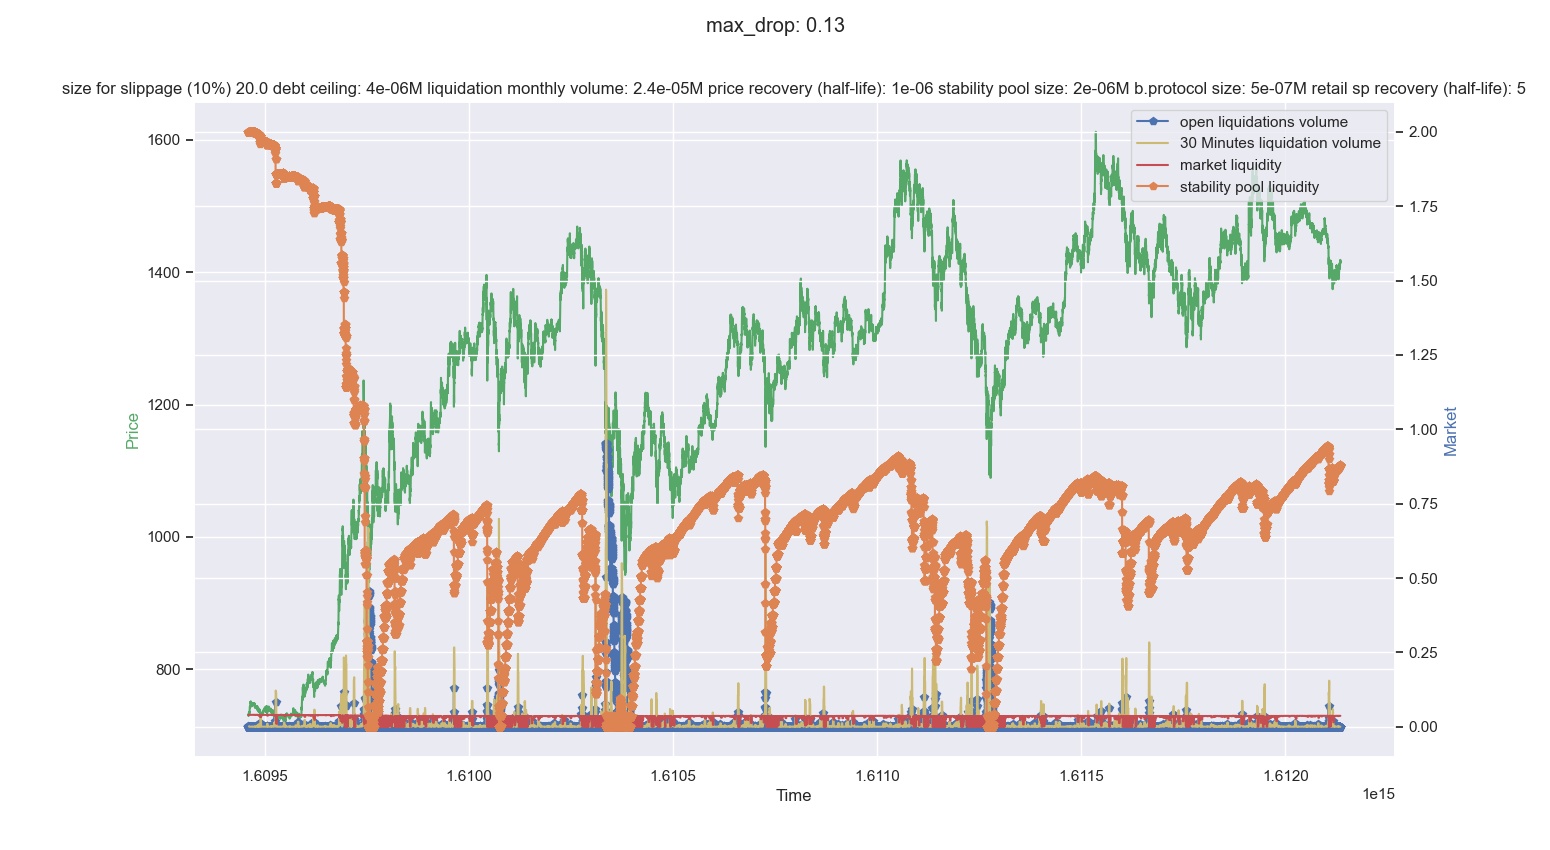 max_drop: 0.13
size for slippage (10%) 20.0 debt ceiling: 4e-06M liquidation monthly volume: 2.4e-05M price recovery (half-life): 1e-06 stability pool size: 2e-06M b.protocol size: 5e-07M retail sp recovery (half-life): 5
open liquidations volume
30 Minutes liquidation volume
market liquidity
stability pool liquidity
1600
1400
1200
1000
800
Price
2.00
1.75
1.50
1.25
1.00
0.75
0.50
0.25
0.00
Market
1.6095 1.6100 1.6105 1.6110 1.6115 1.6120
1e15
Time